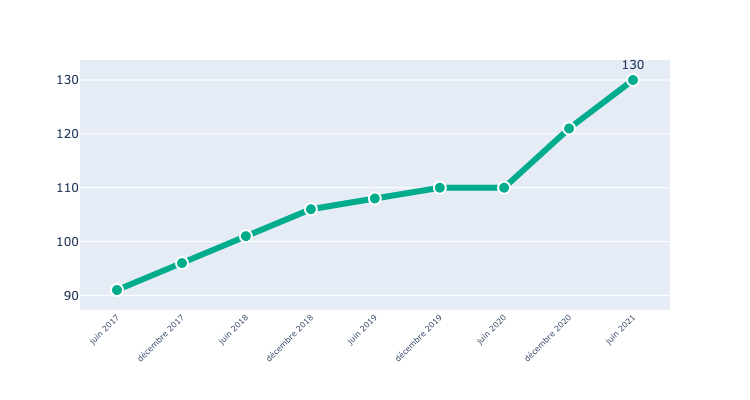 130
130
120
110
100
90
juin 2017
décembre 2017
juin 2018
décembre 2018
juin 2019
décembre 2019
juin 2020
décembre 2020
juin 2021